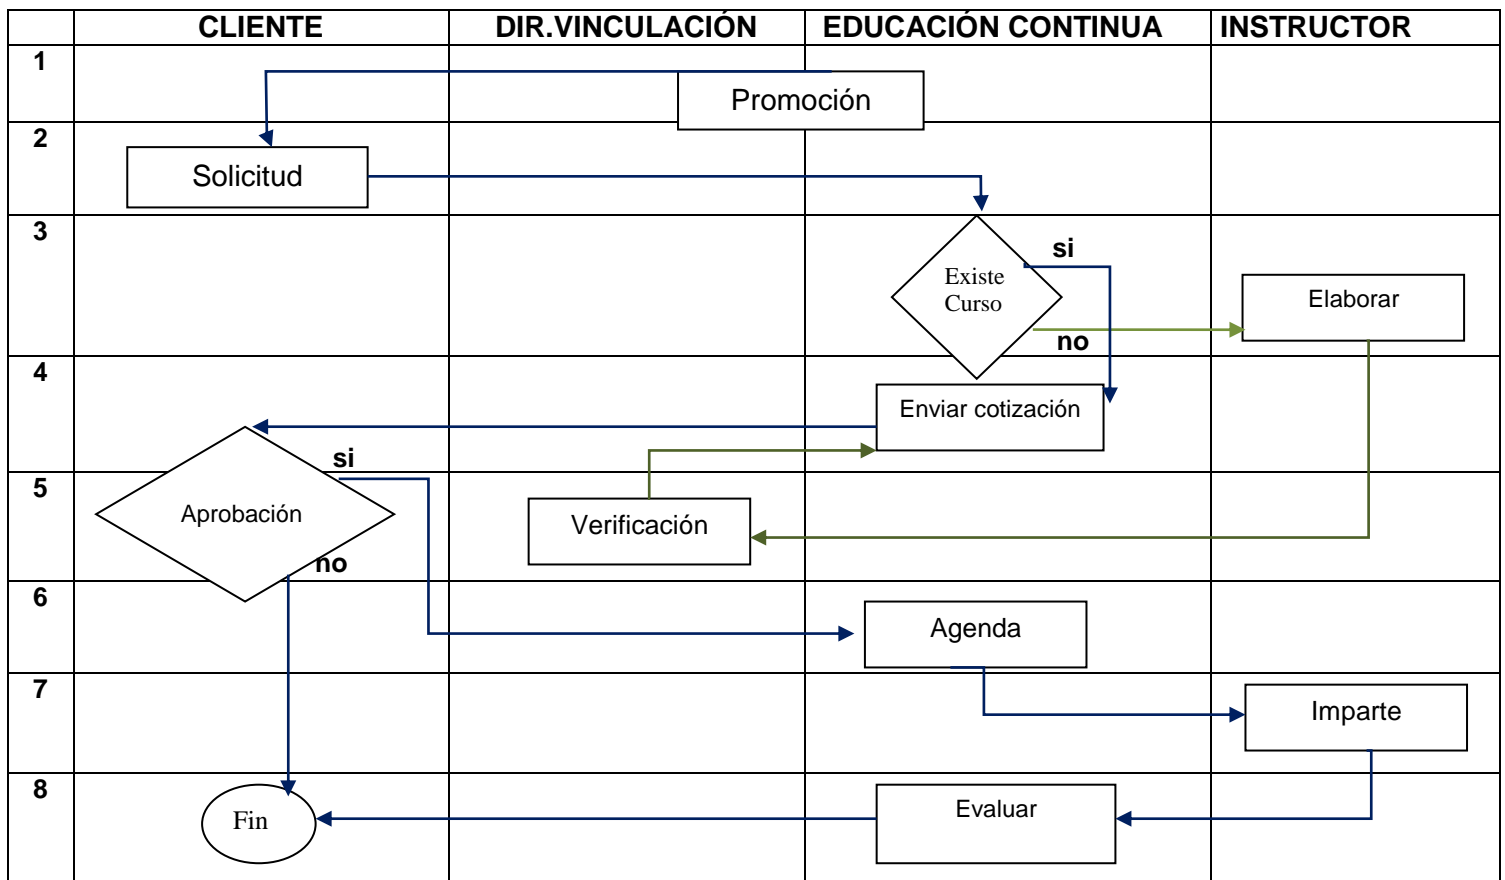 CLIENTE
DIR.VINCULACIÓN
EDUCACIÓN CONTINUA
INSTRUCTOR
1
Promoción
2
Solicitud
3
si
Existe
Curso
Elaborar
no
4
Enviar cotización
si
5
Aprobación
Verificación
no
6
Agenda
7
Imparte
8
Evaluar
Fin